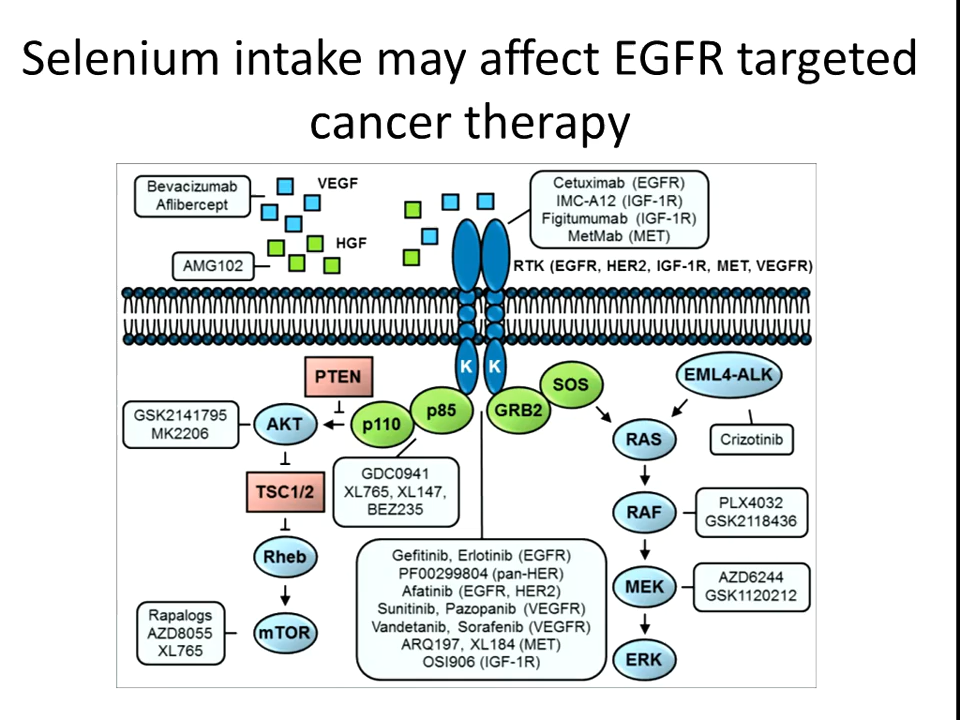 Selenium intake may affect EGFR targeted
cancer therapy
Bevacizumab
Aflibercept
VEGF
HGF
AMG102
Cetuximab (EGFR)
IMC-A12 (IGF-1R)
Figitumumab (IGF-1R)
MetMab (MET)
RTK (EGFR, HER2, IGF-1R, MET, VEGFR)
K
K
PTEN
p85
p110
AKT
GSK2141795
MK2206
GRB2
SOS
EML4-ALK
Crizotinib
RAS
GDC0941
XL765, XL147,
BEZ235
TSC1/2
RAF
PLX4032
GSK2118436
Rheb
MEK
AZD6244
GSK1120212
Gefitinib, Erlotinib (EGFR)
PF00299804 (pan-HER)
Afatinib (EGFR, HER2)
Sunitinib, Pazopanib (VEGFR)
Vandetanib, Sorafenib (VEGFR)
ARQ197, XL184 (MET)
OSI906 (IGF-1R)
Rapalogs
AZD8055
XL765
mTOR
ERK